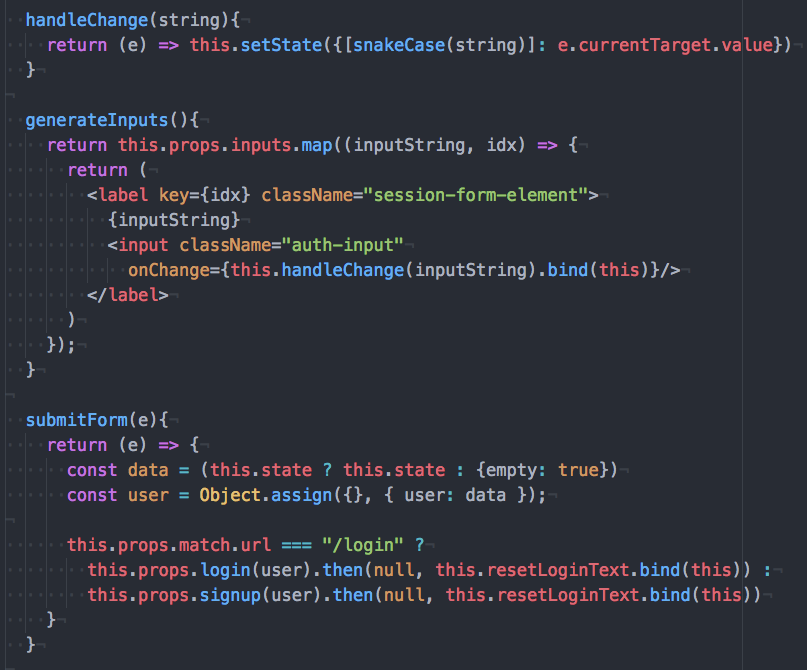 handleChange(string){
return (e) => this.setState({[snakeCase(string)]: e.currentTarget.value})
}
generateInputs(){
return this.props.inputs.map((inputString, idx) => {
return (
<label key={idx} className="session-form-element">
{inputString}
<input className="auth-input"
onChange={this.handleChange(inputString).bind(this)}/>
</label>
)
});
}
submitForm(e){
return (e) => {
const data = (this.state ? this.state : {empty: true})
const user = Object.assign({}, { user: data });
this.props.match.url === "/login" ?
this.props.login(user).then(null, this.resetLoginText.bind(this)) :
this.props.signup(user).then(null, this.resetLoginText.bind(this))
}
}